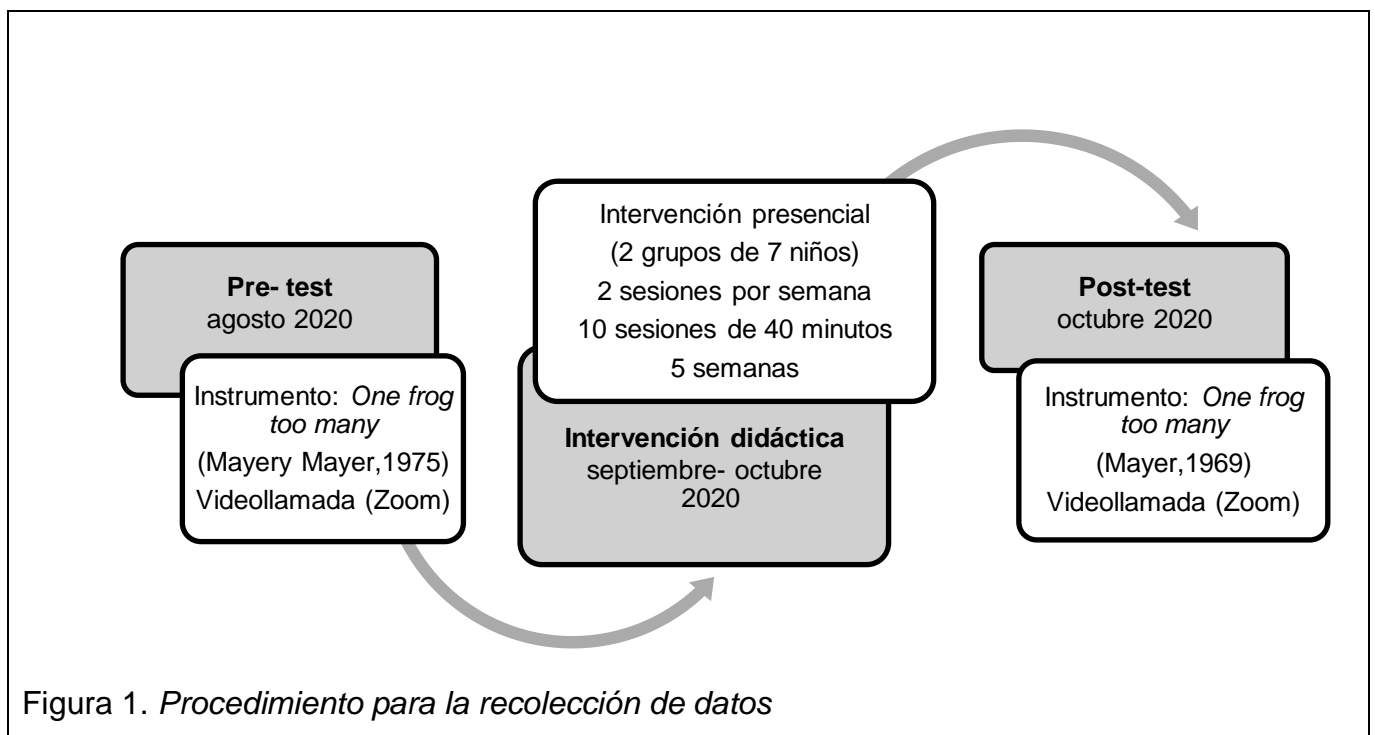 Pre- test
agosto 2020
Instrumento: One frog
too many
(Mayery Mayer,1975)
Videollamada (Zoom)
Intervención presencial
(2 grupos de 7 niños)
2 sesiones por semana
10 sesiones de 40 minutos
5 semanas
Intervención didáctica
septiembre- octubre
2020
Post-test
octubre 2020
Instrumento: One frog
too many
(Mayer,1969)
Videollamada (Zoom)
Figura 1. Procedimiento para la recolección de datos